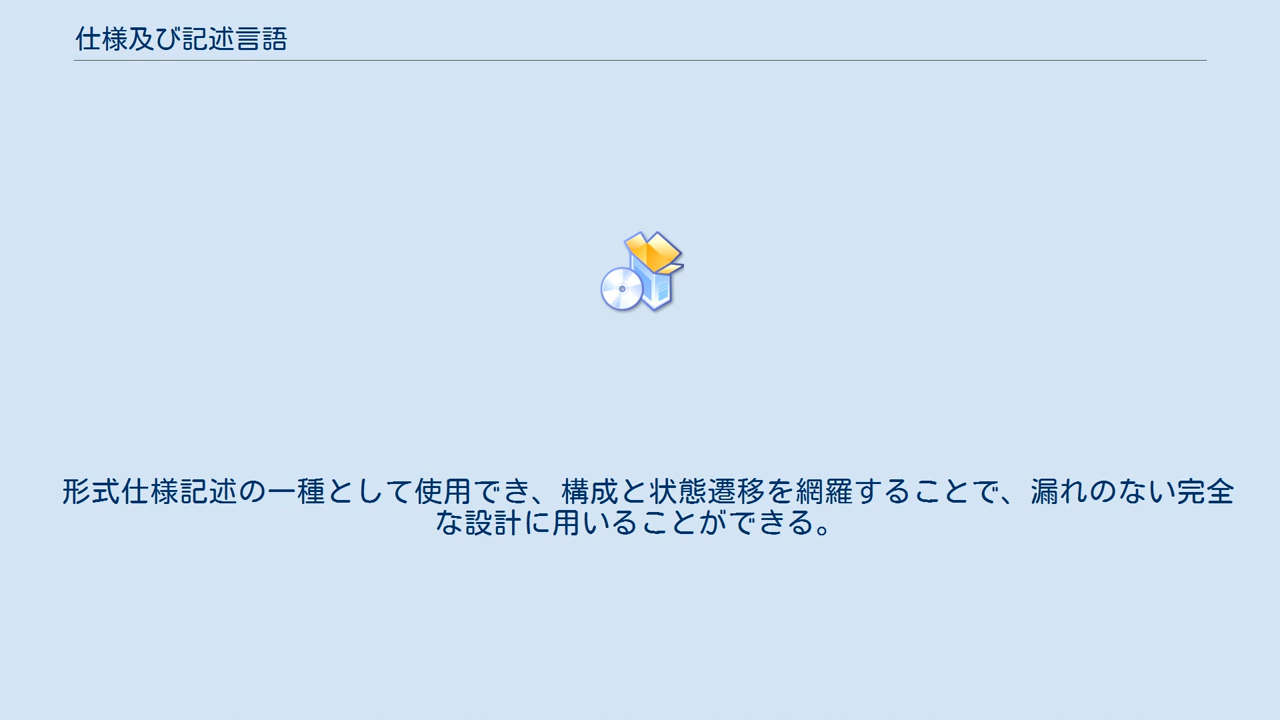 仕様及び記述言語
形式仕様記述の一種として使用でき、構成と状態遷移を網羅することで、漏れのない完全
な設計に用いることができる。